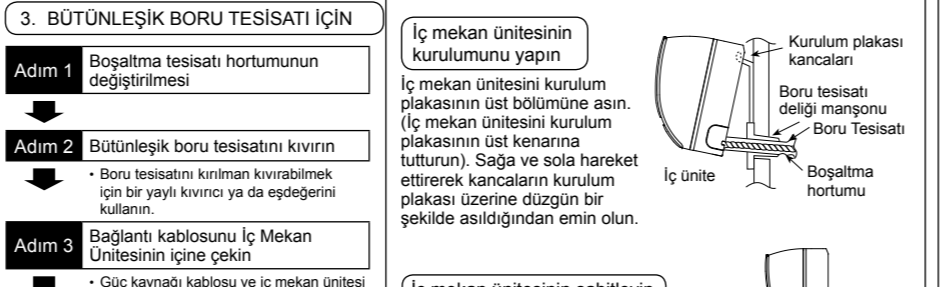 3. BÜTÜNLEŞİK BORU TESİSATI İÇİN
Adım 1
Boşaltma tesisatı hortumunun
değiştirilmesi
Adım 2
Bütünleşik boru tesisatını kıvırın
• Boru tesisatını kırılman kıvırabilmek
için bir yaylı kıvırıcı ya da eşdeğerini
kullanın.
Adım 3
Bağlantı kablosunu İç Mekan
Ünitesinin içine çekin
• Güç kaynağı kablosu ve iç mekan ünitesi
İç mekan ünitesinin
kurulumunu yapın
İç mekan ünitesini kurulum
plakasının üst bölümüne asın.
(İç mekan ünitesini kurulum
plakasının üst kenarına
tutturun). Sağa ve sola hareket
ettirerek kancaların kurulum
plakası üzerine düzgün bir
şekilde asıldığından emin olun.
Kurulum plakası
kancaları
Boru tesisatı
deliği manşonu
Boru Tesisatı
İç ünite
Boşaltma
hortumu
İç mekan ünitesinin sabitleyin